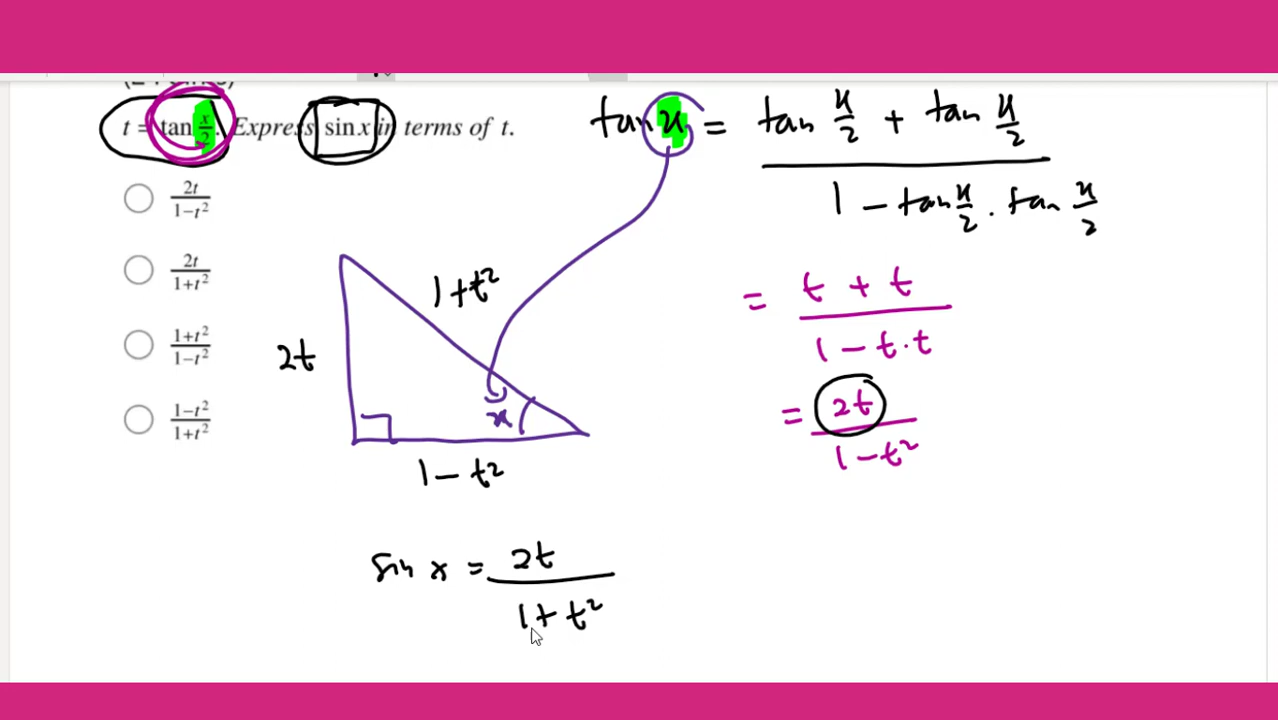 t = tan x/2. Express sin x in terms of t.
2t/1−t²
2t/1+t²
1+t²/1−t²
1−t²/1+t²
tan x = tan x/2 + tan x/2 / 1 − tan x/2 . tan x/2
= t + t / 1 − t.t
= 2t / 1 − t²
1+t²
2t
x
1 − t²
sin x = 2t / 1 + t²